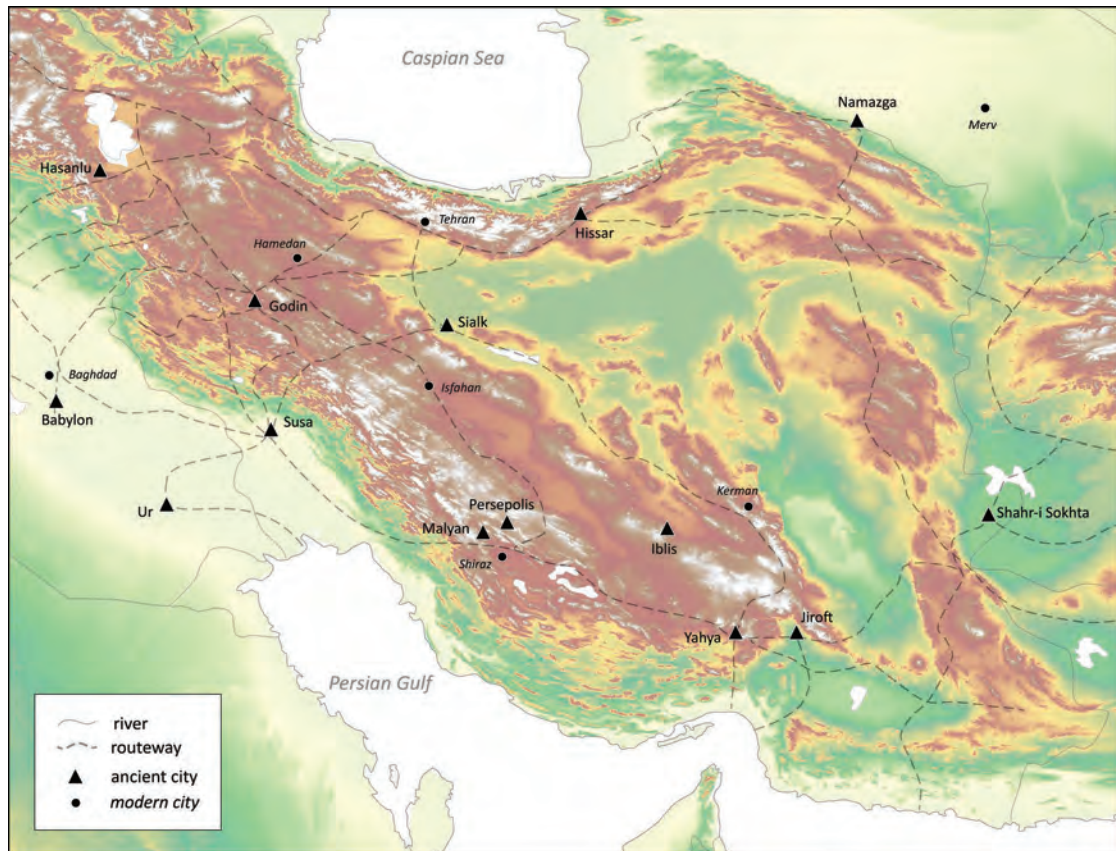 Caspian Sea
Namazga
Merv
Hasanlu
Tehran
Hissar
Hamedan
Godin
Sialk
Baghdad
Isfahan
Babylon
Susa
Ur
Persepolis
Malyan
Shiraz
Kerman
Iblis
Shahr-i Sokhta
Yahya
Jiroft
Persian Gulf
river
routeway
ancient city
modern city